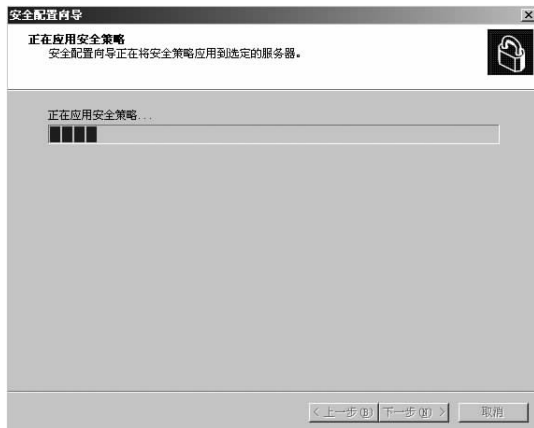 安全配置向导
正在应用安全策略
安全配置向导正在将安全策略应用到选定的服务器。
正在应用安全策略...
< 上一步(B) 下一步(N) > 取消